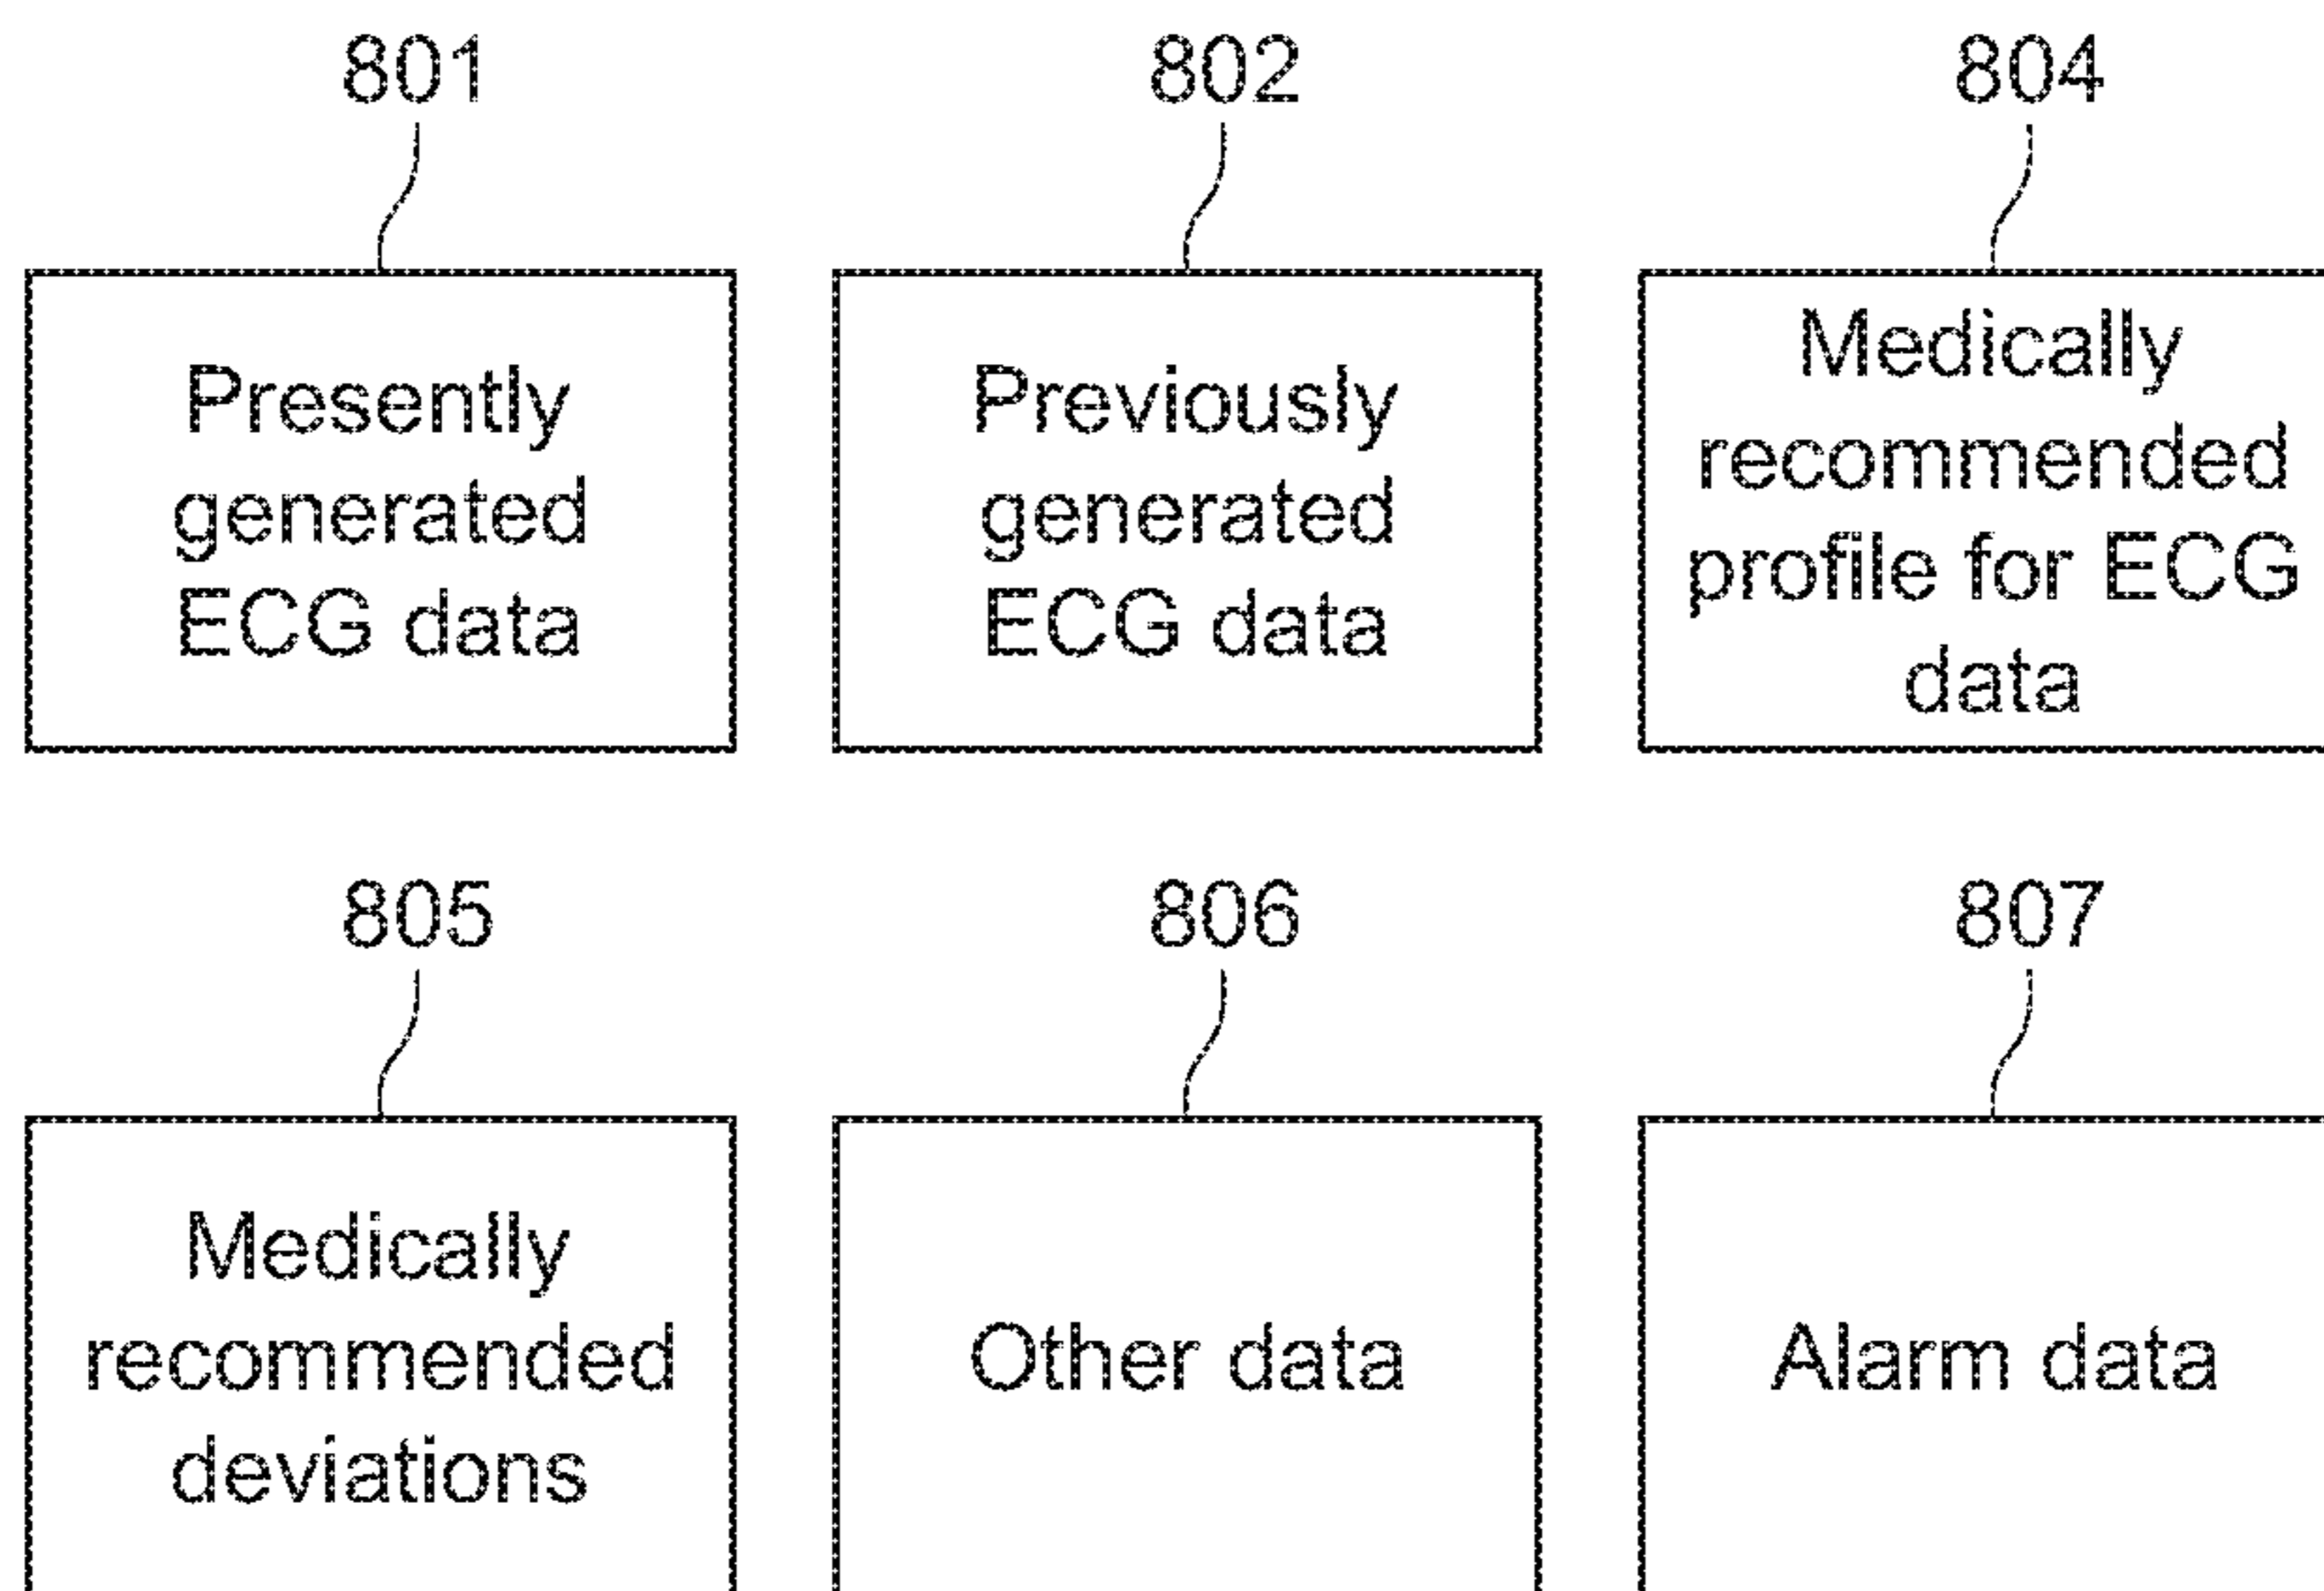 801
802
804
Presently
generated
ECG data
Previously
generated
ECG data
Medically
recommended
profile for ECG
data
805
806
807
Medically
recommended
deviations
Other data
Alarm data